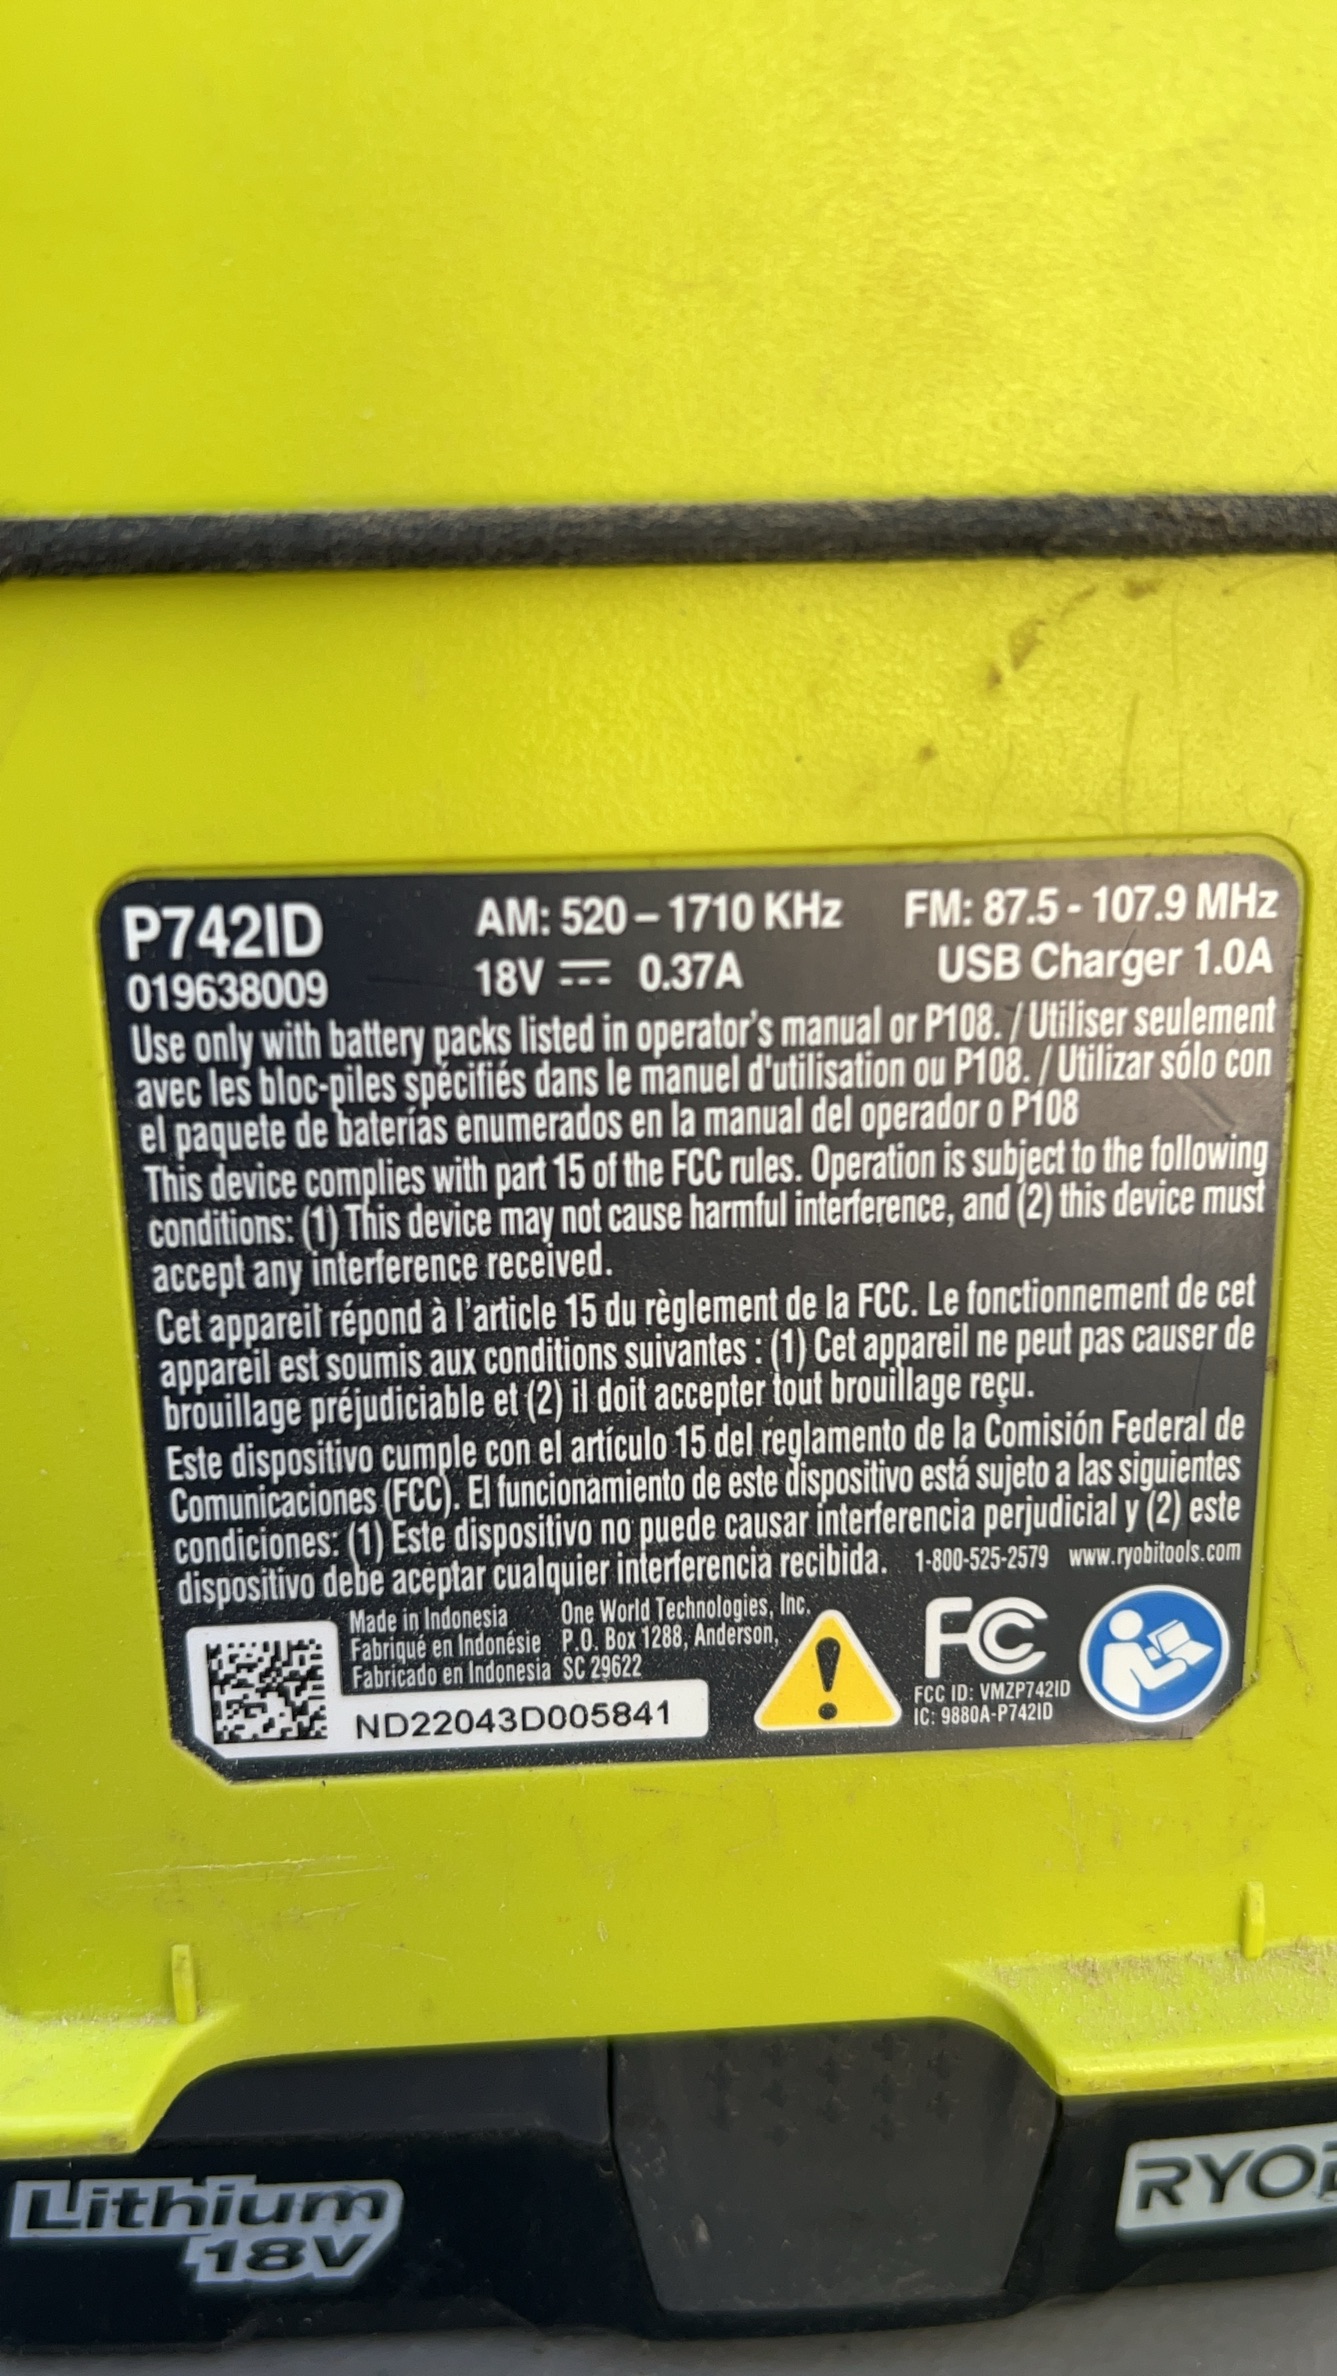 P742ID
AM: 520 – 1710 KHz
FM: 87.5 - 107.9 MHz
019638009
18V ⎓ 0.37A
USB Charger 1.0A
Use only with battery packs listed in operator's manual or P108. / Utiliser seulement
avec les bloc-piles spécifiés dans le manuel d'utilisation ou P108. / Utilizar sólo con
el paquete de baterías enumerados en la manual del operador o P108
This device complies with part 15 of the FCC rules. Operation is subject to the following
conditions: (1) This device may not cause harmful interference, and (2) this device must
accept any interference received.
Cet appareil répond à l'article 15 du règlement de la FCC. Le fonctionnement de cet
appareil est soumis aux conditions suivantes : (1) Cet appareil ne peut pas causer de
brouillage préjudiciable et (2) il doit accepter tout brouillage reçu.
Este dispositivo cumple con el artículo 15 del reglamento de la Comisión Federal de
Comunicaciones (FCC). El funcionamiento de este dispositivo está sujeto a las siguientes
condiciones: (1) Este dispositivo no puede causar interferencia perjudicial y (2) este
dispositivo debe aceptar cualquier interferencia recibida. 1-800-525-2579 www.ryobitools.com
Made in Indonesia
Fabriqué en Indonésie
Fabricado en Indonesia
One World Technologies, Inc.
P.O. Box 1288, Anderson,
SC 29622
ND22043D005841
FC
FCC ID: VMZP742ID
IC: 9880A-P742ID
Lithium
18V
RYOB